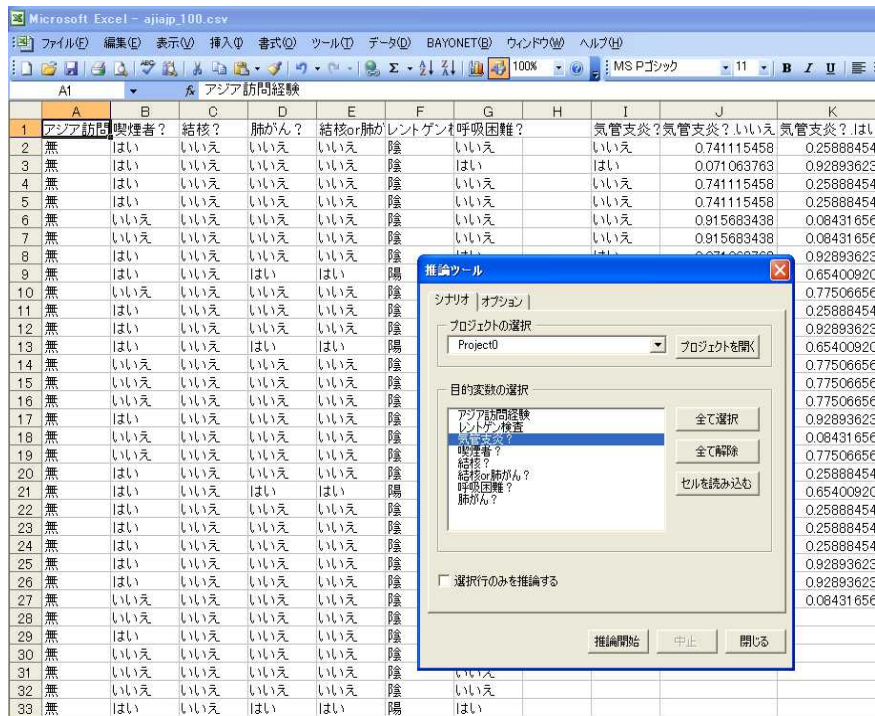 Microsoft Excel - ajiajp_100.csv
ファイル(F) 編集(E) 表示(V) 挿入(I) 書式(O) ツール(T) データ(D) BAYONET(B) ウィンドウ(W) ヘルプ(H)
100% MS Pゴシック 11 B I U
A1 fx アジア訪問経験
A B C D E F G H I J K
1 アジア訪問 喫煙者? 結核? 肺がん? 結核or肺が レントゲン検 呼吸困難? 気管支炎? 気管支炎?.いいえ 気管支炎?.はい
2 無 はい いいえ いいえ いいえ 陰 いいえ いいえ 0.741115458 0.25888454
3 無 はい いいえ いいえ いいえ 陰 はい はい 0.071063763 0.92893623
4 無 はい いいえ いいえ いいえ 陰 いいえ いいえ 0.741115458 0.25888454
5 無 はい いいえ いいえ いいえ 陰 いいえ いいえ 0.741115458 0.25888454
6 無 いいえ いいえ いいえ いいえ 陰 いいえ いいえ 0.915683438 0.08431656
7 無 いいえ いいえ いいえ いいえ 陰 いいえ いいえ 0.915683438 0.08431656
8 無 はい いいえ いいえ いいえ 陰 0.92893623
9 無 はい いいえ はい はい 陽 0.65400920
10 無 いいえ いいえ いいえ いいえ 陰 0.77506656
11 無 はい いいえ いいえ いいえ 陰 0.25888454
12 無 はい いいえ いいえ いいえ 陰 0.92893623
13 無 はい いいえ はい はい 陽 0.65400920
14 無 いいえ いいえ いいえ いいえ 陰 0.77506656
15 無 いいえ いいえ いいえ いいえ 陰 0.77506656
16 無 いいえ いいえ いいえ いいえ 陰 0.77506656
17 無 はい いいえ いいえ いいえ 陰 0.92893623
18 無 いいえ いいえ いいえ いいえ 陰 0.08431656
19 無 いいえ いいえ いいえ いいえ 陰 0.77506656
20 無 はい いいえ いいえ いいえ 陰 0.25888454
21 無 はい いいえ はい はい 陽 0.65400920
22 無 はい いいえ いいえ いいえ 陰 0.25888454
23 無 はい いいえ いいえ いいえ 陰 0.25888454
24 無 はい いいえ いいえ いいえ 陰 0.25888454
25 無 はい いいえ いいえ いいえ 陰 0.92893623
26 無 はい いいえ いいえ いいえ 陰 0.92893623
27 無 いいえ いいえ いいえ いいえ 陰 0.08431656
28 無 いいえ いいえ いいえ いいえ 陰
29 無 はい いいえ いいえ いいえ 陰
30 無 いいえ いいえ いいえ いいえ 陰
31 無 いいえ いいえ いいえ いいえ 陰 いいえ
32 無 いいえ いいえ いいえ いいえ 陰 いいえ
33 無 はい いいえ はい はい 陽 はい
推論ツール
シナリオ オプション
プロジェクトの選択
Project0 プロジェクトを開く
目的変数の選択
アジア訪問経験
レントゲン検査
気管支炎?
喫煙者?
結核?
結核or肺がん?
呼吸困難?
肺がん?
全て選択
全て解除
セルを読み込む
選択行のみを推論する
推論開始 中止 閉じる